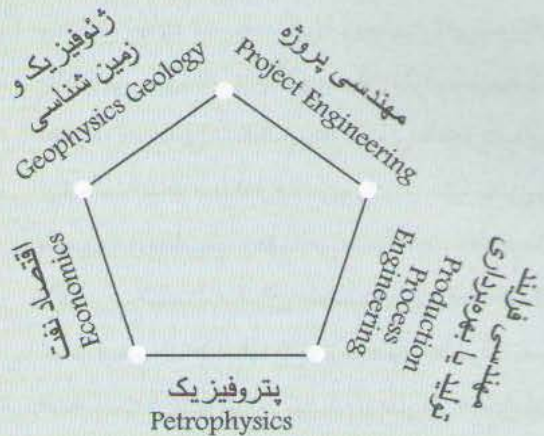 ژئوفیزیک و
زمین شناسی
Geophysics Geology
مهندسی پروژه
Project Engineering
مهندسی فرایند
تولید یا بهره‌برداری
Production
Process
Engineering
پتروفیزیک
Petrophysics
اقتصاد نفت
Economics